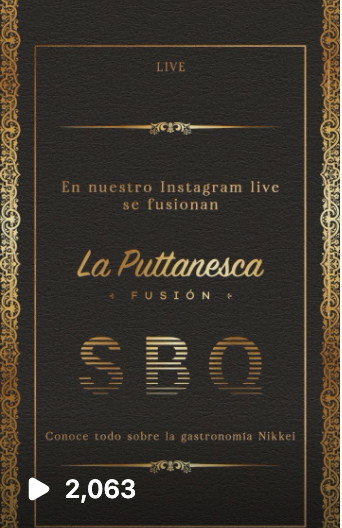 LIVE
En nuestro Instagram live
se fusionan
La Puttanesca
FUSIÓN
SBQ
Conoce todo sobre la gastronomía Nikkei
2,063